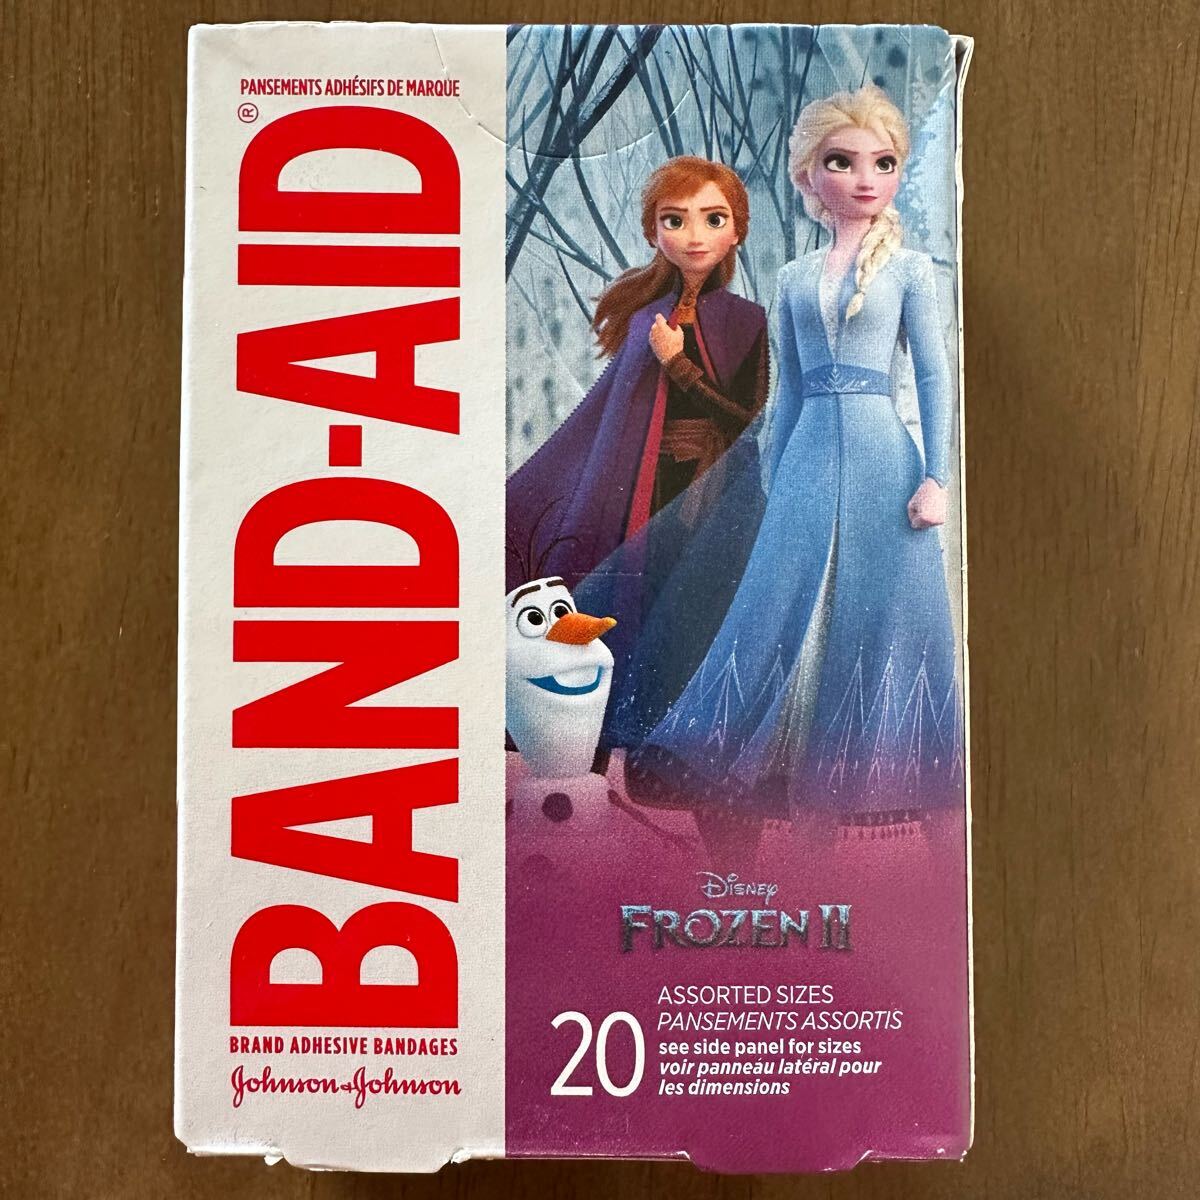 PANSEMENTS ADHÉSIFS DE MARQUE
BAND-AID®
BRAND ADHESIVE BANDAGES
Johnson & Johnson
DISNEY
FROZEN II
20
ASSORTED SIZES
PANSEMENTS ASSORTIS
see side panel for sizes
voir panneau latéral pour
les dimensions